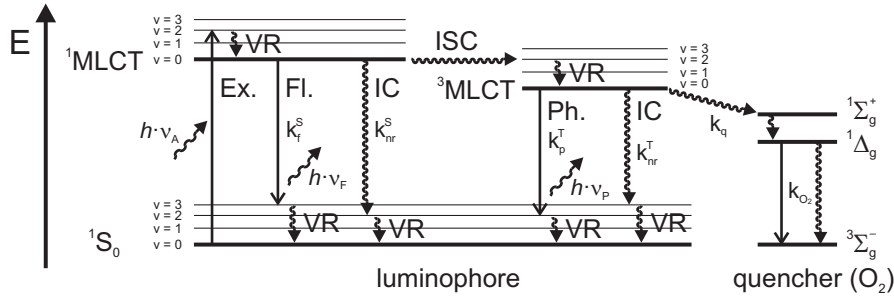 E
v = 3
v = 2
v = 1
v = 0
¹MLCT
VR
ISC
Ex.
Fl.
IC
k_f^S
k_nr^S
h·ν_A
h·ν_F
v = 3
v = 2
v = 1
v = 0
³MLCT
VR
Ph.
IC
k_p^T
k_nr^T
h·ν_P
k_q
¹Σ_g^+
¹Δ_g
k_O₂
³Σ_g^-
v = 3
v = 2
v = 1
v = 0
¹S₀
VR
VR
VR
VR
luminophore
quencher (O₂)